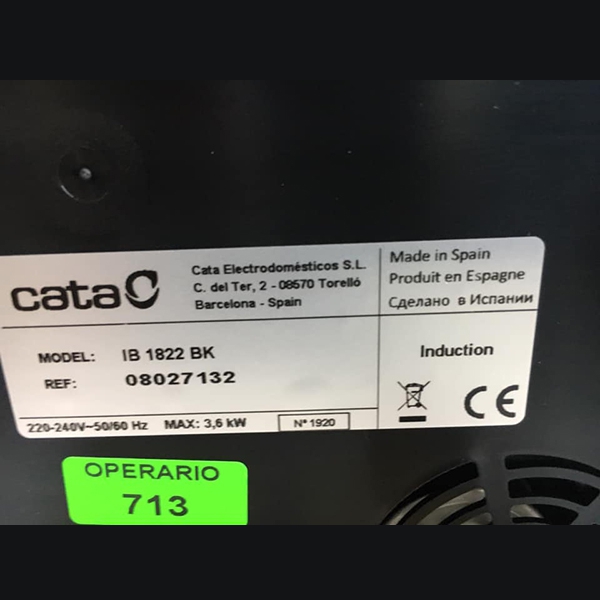 cata
Cata Electrodomésticos S.L.
C. del Ter, 2 - 08570 Torelló
Barcelona - Spain
Made in Spain
Produit en Espagne
Сделано в Испании
MODEL: IB 1822 BK
REF: 08027132
Induction
CE
220-240V~50/60 Hz MAX: 3,6 kW Nº 1920
OPERARIO
713